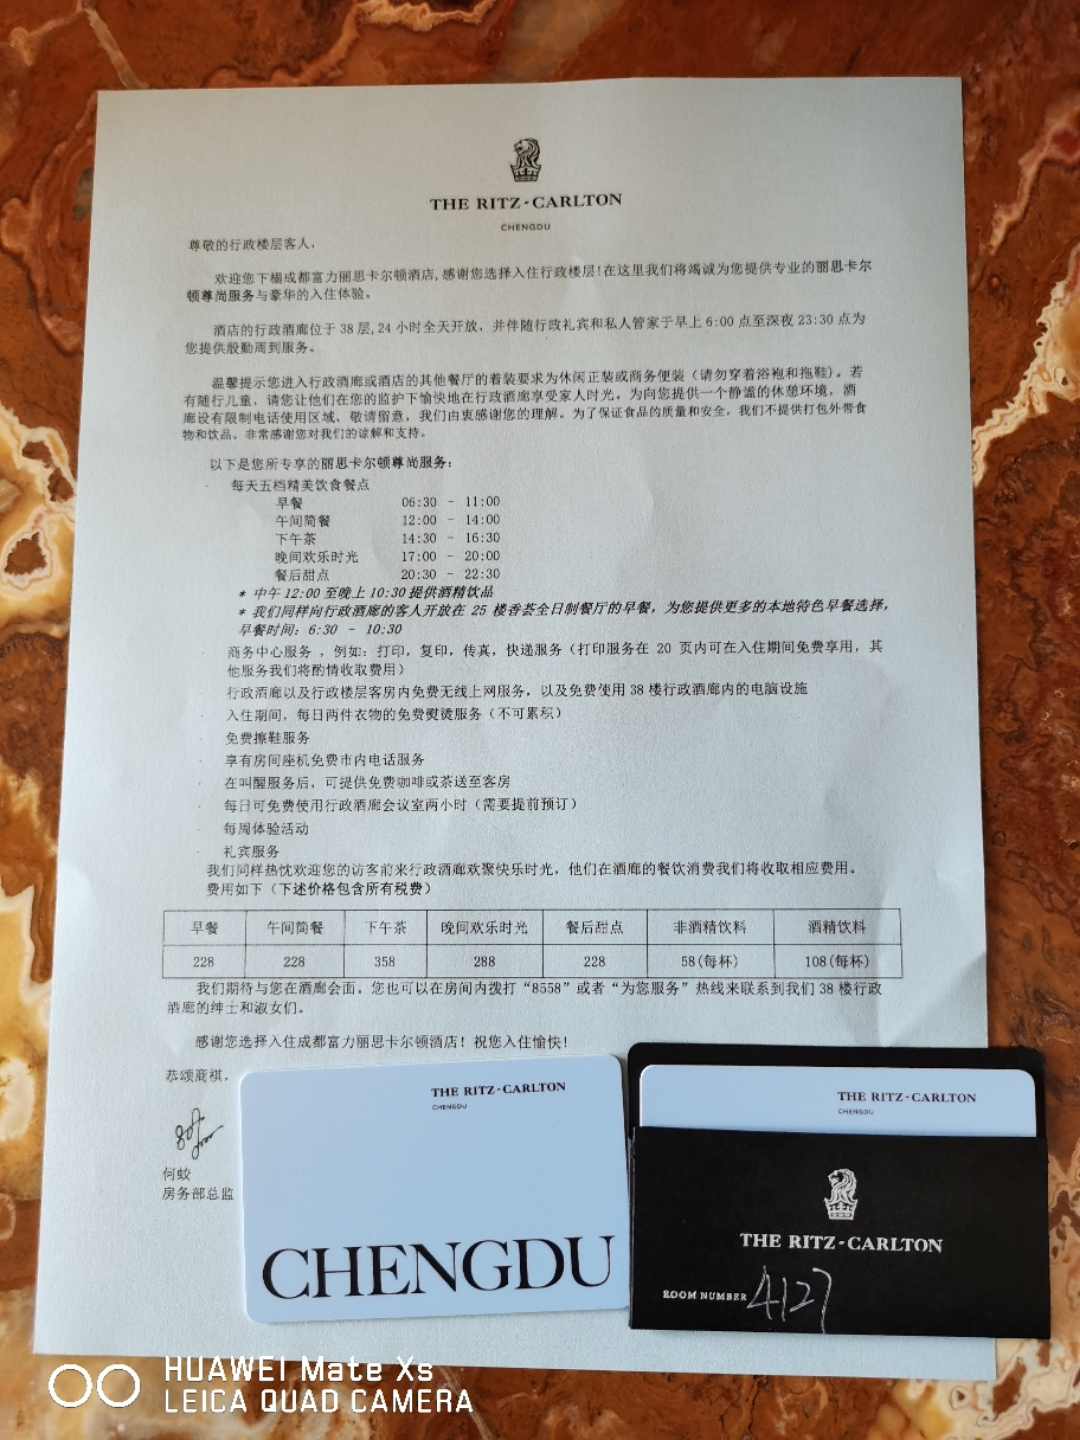 THE RITZ-CARLTON
CHENGDU
尊敬的行政楼层客人,
欢迎您下榻成都富力丽思卡尔顿酒店,感谢您选择入住行政楼层!在这里我们将竭诚为您提供专业的丽思卡尔
顿尊尚服务与豪华的入住体验。
酒店的行政酒廊位于 38 层,24 小时全天开放，并伴随行政礼宾和私人管家于早上 6:00 点至深夜 23:30 点为
您提供殷勤周到服务。
温馨提示您进入行政酒廊或酒店的其他餐厅的着装要求为休闲正装或商务便装（请勿穿着浴袍和拖鞋）。若
有随行儿童，请您让他们在您的监护下愉快地在行政酒廊享受家人时光。为向您提供一个静谧的休憩环境，酒
廊设有限制电话使用区域，敬请留意，我们由衷感谢您的理解。为了保证食品的质量和安全，我们不提供打包外带食
物和饮品。非常感谢您对我们的谅解和支持。
以下是您所专享的丽思卡尔顿尊尚服务：
· 每天五档精美饮食餐点
早餐 06:30 - 11:00
午间简餐 12:00 - 14:00
下午茶 14:30 - 16:30
晚间欢乐时光 17:00 - 20:00
餐后甜点 20:30 - 22:30
* 中午 12:00 至晚上 10:30 提供酒精饮品
* 我们同样向行政酒廊的客人开放在 25 楼香荟全日制餐厅的早餐，为您提供更多的本地特色早餐选择，
早餐时间：6:30 - 10:30
· 商务中心服务，例如：打印，复印，传真，快递服务（打印服务在 20 页内可在入住期间免费享用，其
他服务我们将酌情收取费用）
· 行政酒廊以及行政楼层客房内免费无线上网服务，以及免费使用 38 楼行政酒廊内的电脑设施
· 入住期间，每日两件衣物的免费熨烫服务（不可累积）
· 免费擦鞋服务
· 享有房间座机免费市内电话服务
· 在叫醒服务后，可提供免费咖啡或茶送至客房
· 每日可免费使用行政酒廊会议室两小时（需要提前预订）
· 每周体验活动
· 礼宾服务
我们同样热忱欢迎您的访客前来行政酒廊欢聚快乐时光，他们在酒廊的餐饮消费我们将收取相应费用。
费用如下（下述价格包含所有税费）
早餐 午间简餐 下午茶 晚间欢乐时光 餐后甜点 非酒精饮料 酒精饮料
228 228 358 288 228 58(每杯) 108(每杯)
我们期待与您在酒廊会面。您也可以在房间内拨打“8558”或者“为您服务”热线来联系到我们 38 楼行政
酒廊的绅士和淑女们。
感谢您选择入住成都富力丽思卡尔顿酒店！祝您入住愉快！
恭颂商祺，
何蛟
房务部总监
THE RITZ-CARLTON
CHENGDU
CHENGDU
THE RITZ-CARLTON
CHENGDU
THE RITZ-CARLTON
ROOM NUMBER 4127
HUAWEI Mate Xs
LEICA QUAD CAMERA